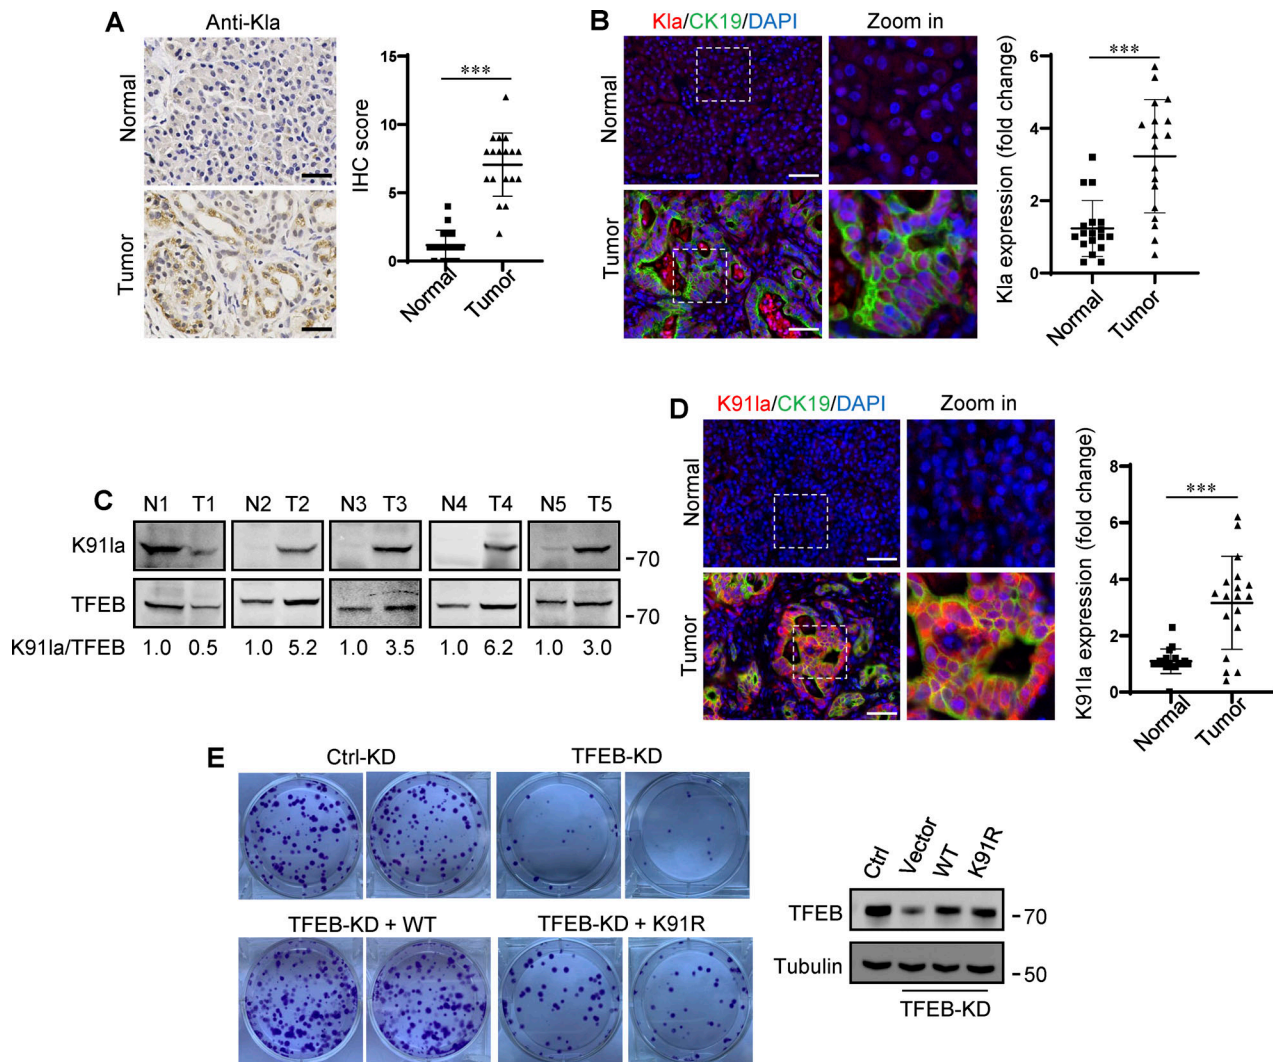 A
Anti-Kla
Normal
Tumor
IHC score
15
10
5
0
***
Normal
Tumor
B
Kla/CK19/DAPI
Zoom in
Normal
Tumor
Kla expression (fold change)
6
4
2
0
***
Normal
Tumor
C
N1 T1 N2 T2 N3 T3 N4 T4 N5 T5
K91la
-70
TFEB
-70
K91la/TFEB 1.0 0.5 1.0 5.2 1.0 3.5 1.0 6.2 1.0 3.0
D
K91la/CK19/DAPI
Zoom in
Normal
Tumor
K91la expression (fold change)
8
6
4
2
0
***
Normal
Tumor
E
Ctrl-KD
TFEB-KD
TFEB-KD + WT
TFEB-KD + K91R
Ctrl
Vector
WT
K91R
TFEB
-70
Tubulin
-50
TFEB-KD